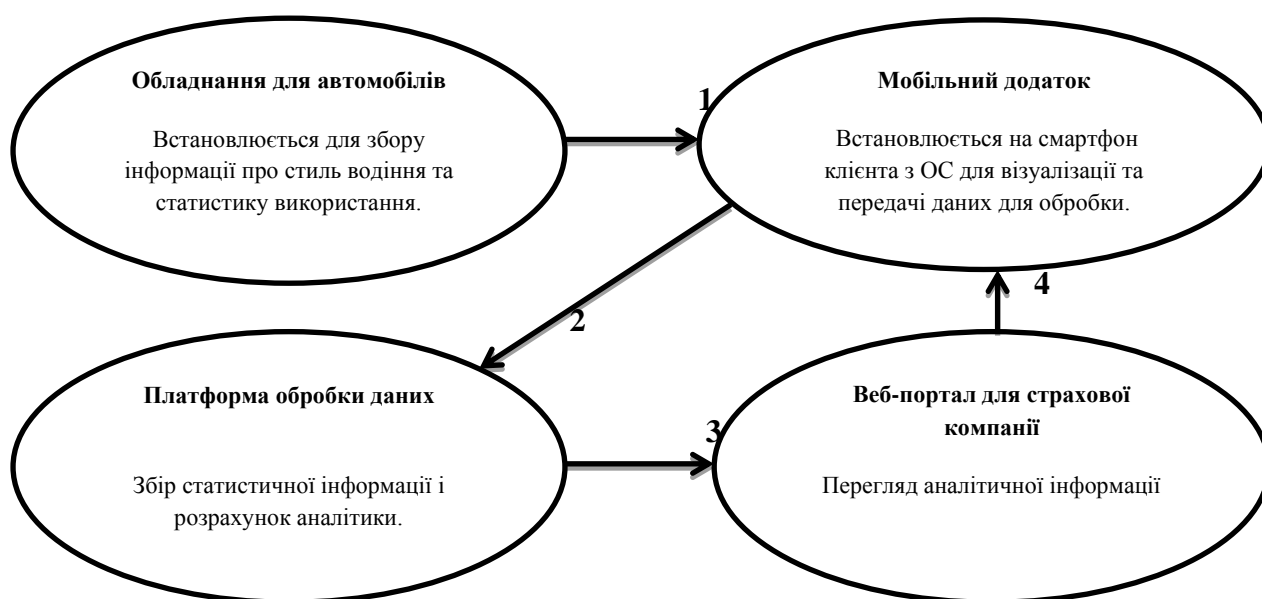 Обладнання для автомобілів
Встановлюється для збору
інформації про стиль водіння та
статистику використання.
1
Мобільний додаток
Встановлюється на смартфон
клієнта з ОС для візуалізації та
передачі даних для обробки.
2
4
Платформа обробки даних
Збір статистичної інформації і
розрахунок аналітики.
3
Веб-портал для страхової
компанії
Перегляд аналітичної інформації